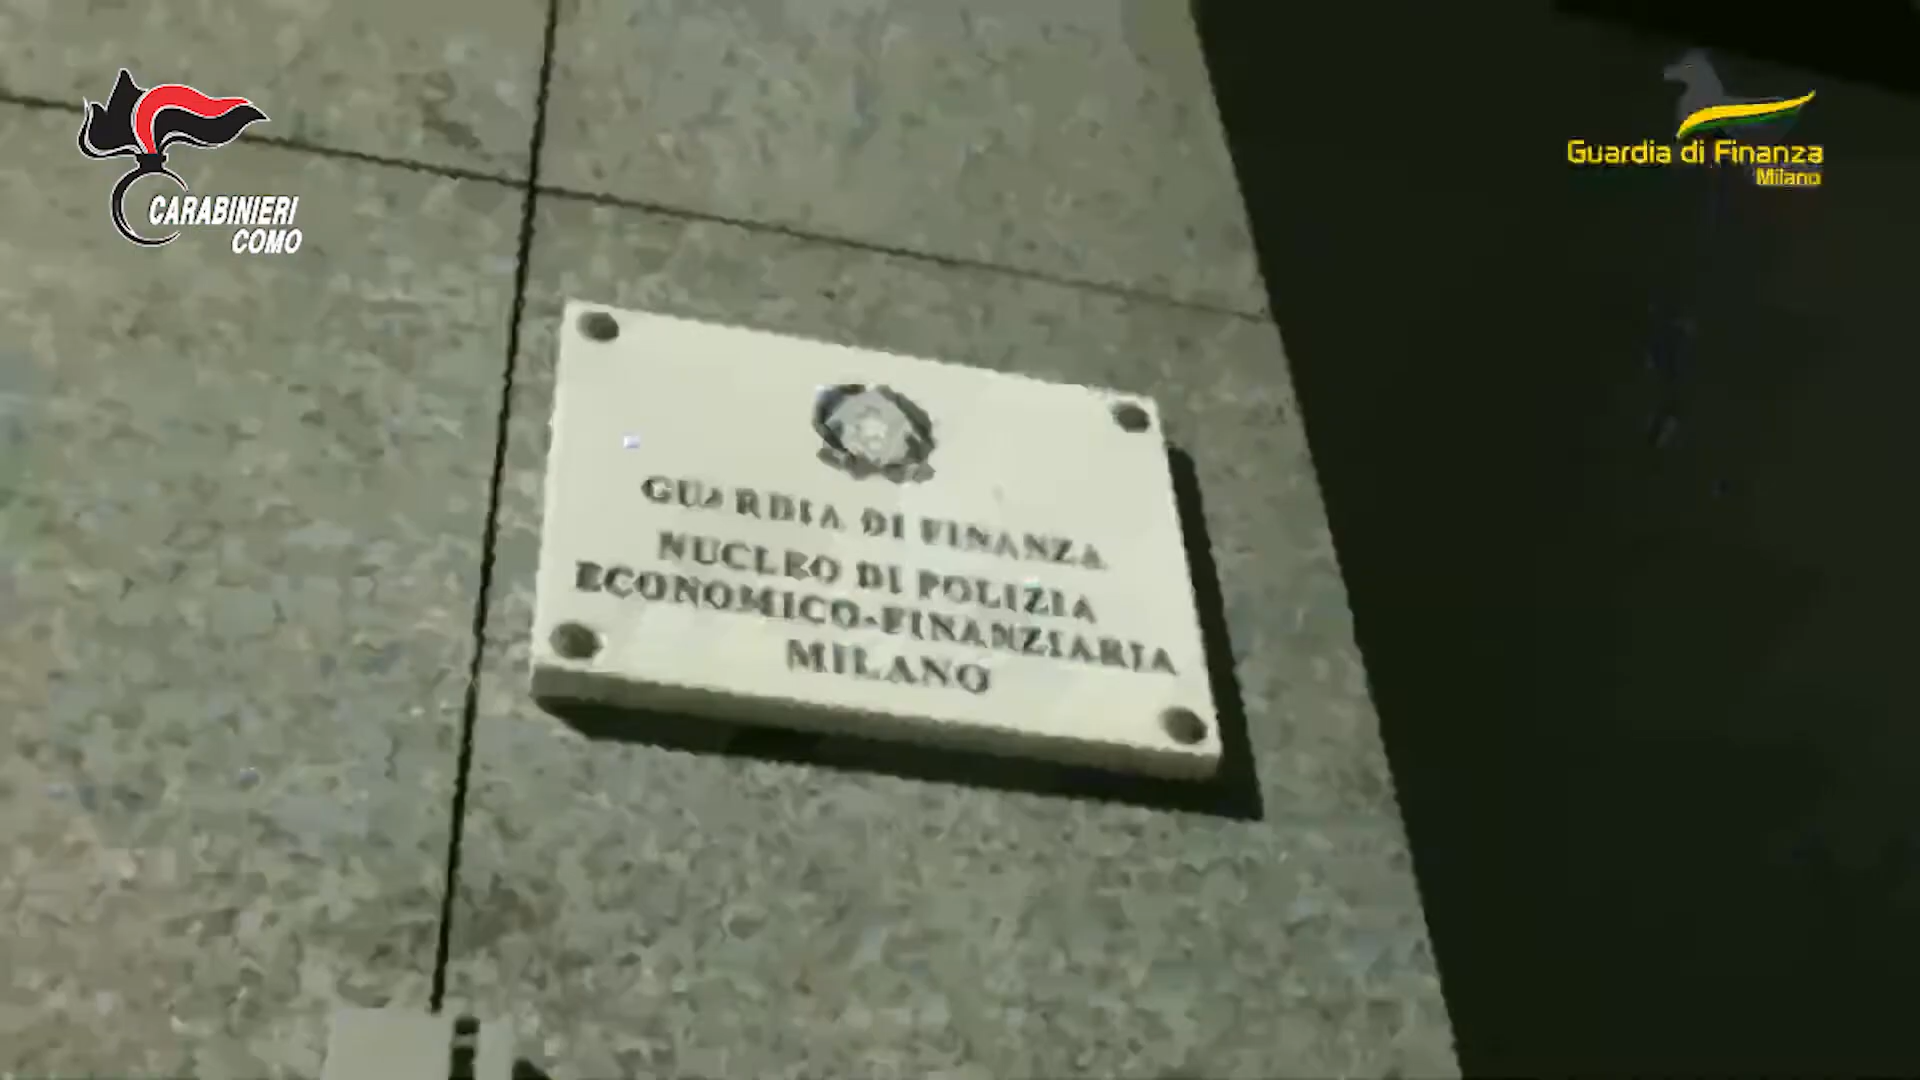 CARABINIERI
COMO
Guardia di Finanza
Milano
GUARDIA DI FINANZA
NUCLEO DI POLIZIA
ECONOMICO-FINANZIARIA
MILANO